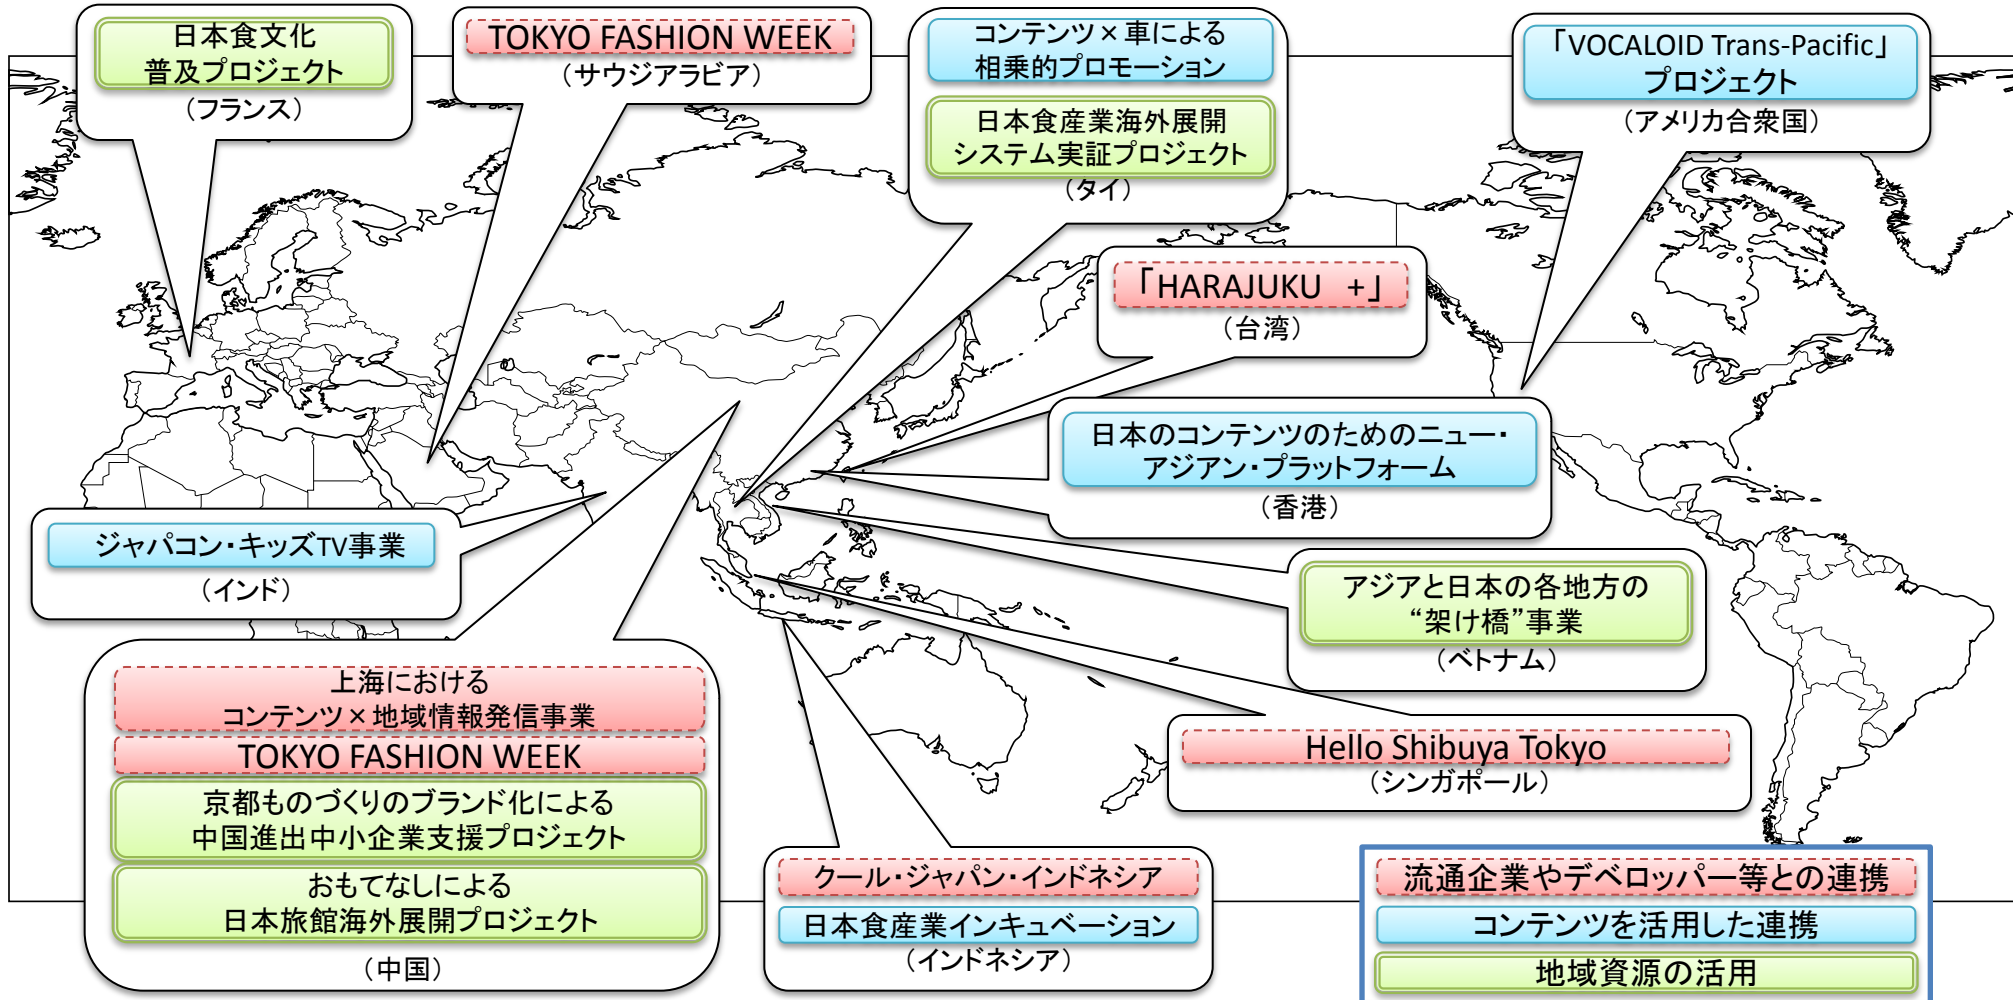 日本食文化
普及プロジェクト
（フランス）
TOKYO FASHION WEEK
（サウジアラビア）
コンテンツ×車による
相乗的プロモーション
日本食産業海外展開
システム実証プロジェクト
（タイ）
「VOCALOID Trans-Pacific」
プロジェクト
（アメリカ合衆国）
「HARAJUKU +」
（台湾）
日本のコンテンツのためのニュー・
アジアン・プラットフォーム
（香港）
ジャパコン・キッズTV事業
（インド）
アジアと日本の各地方の
“架け橋”事業
（ベトナム）
上海における
コンテンツ×地域情報発信事業
TOKYO FASHION WEEK
京都ものづくりのブランド化による
中国進出中小企業支援プロジェクト
おもてなしによる
日本旅館海外展開プロジェクト
（中国）
Hello Shibuya Tokyo
（シンガポール）
クール・ジャパン・インドネシア
日本食産業インキュベーション
（インドネシア）
流通企業やデベロッパー等との連携
コンテンツを活用した連携
地域資源の活用